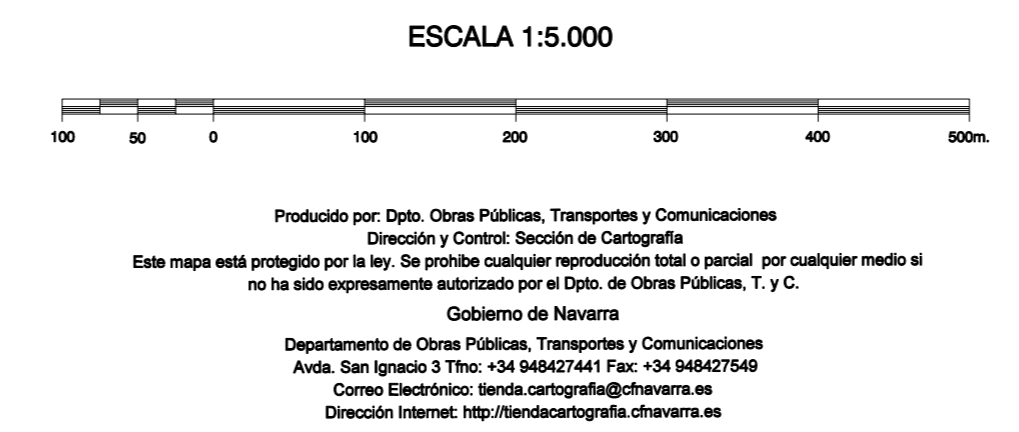 ESCALA 1:5.000
100 50 0 100 200 300 400 500m.
Producido por: Dpto. Obras Públicas, Transportes y Comunicaciones
Dirección y Control: Sección de Cartografía
Este mapa está protegido por la ley. Se prohibe cualquier reproducción total o parcial por cualquier medio si
no ha sido expresamente autorizado por el Dpto. de Obras Públicas, T. y C.
Gobierno de Navarra
Departamento de Obras Públicas, Transportes y Comunicaciones
Avda. San Ignacio 3 Tfno: +34 948427441 Fax: +34 948427549
Correo Electrónico: tienda.cartografia@cfnavarra.es
Dirección Internet: http://tiendacartografia.cfnavarra.es